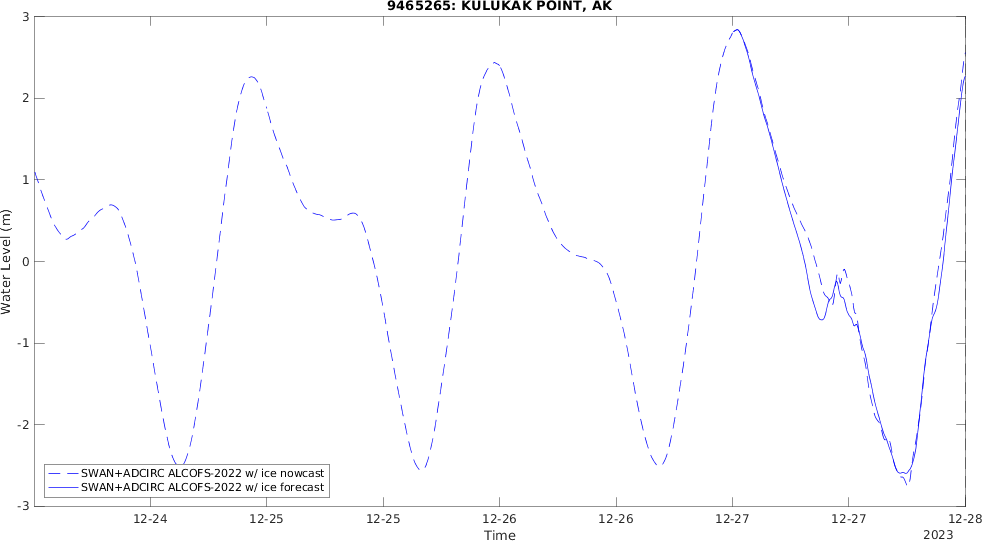 9465265: KULUKAK POINT, AK
Water Level (m)
3
2
1
0
-1
-2
-3
SWAN+ADCIRC ALCOFS-2022 w/ ice nowcast
SWAN+ADCIRC ALCOFS-2022 w/ ice forecast
12-24 12-25 12-25 12-26 12-26 12-27 12-27 12-28
Time
2023